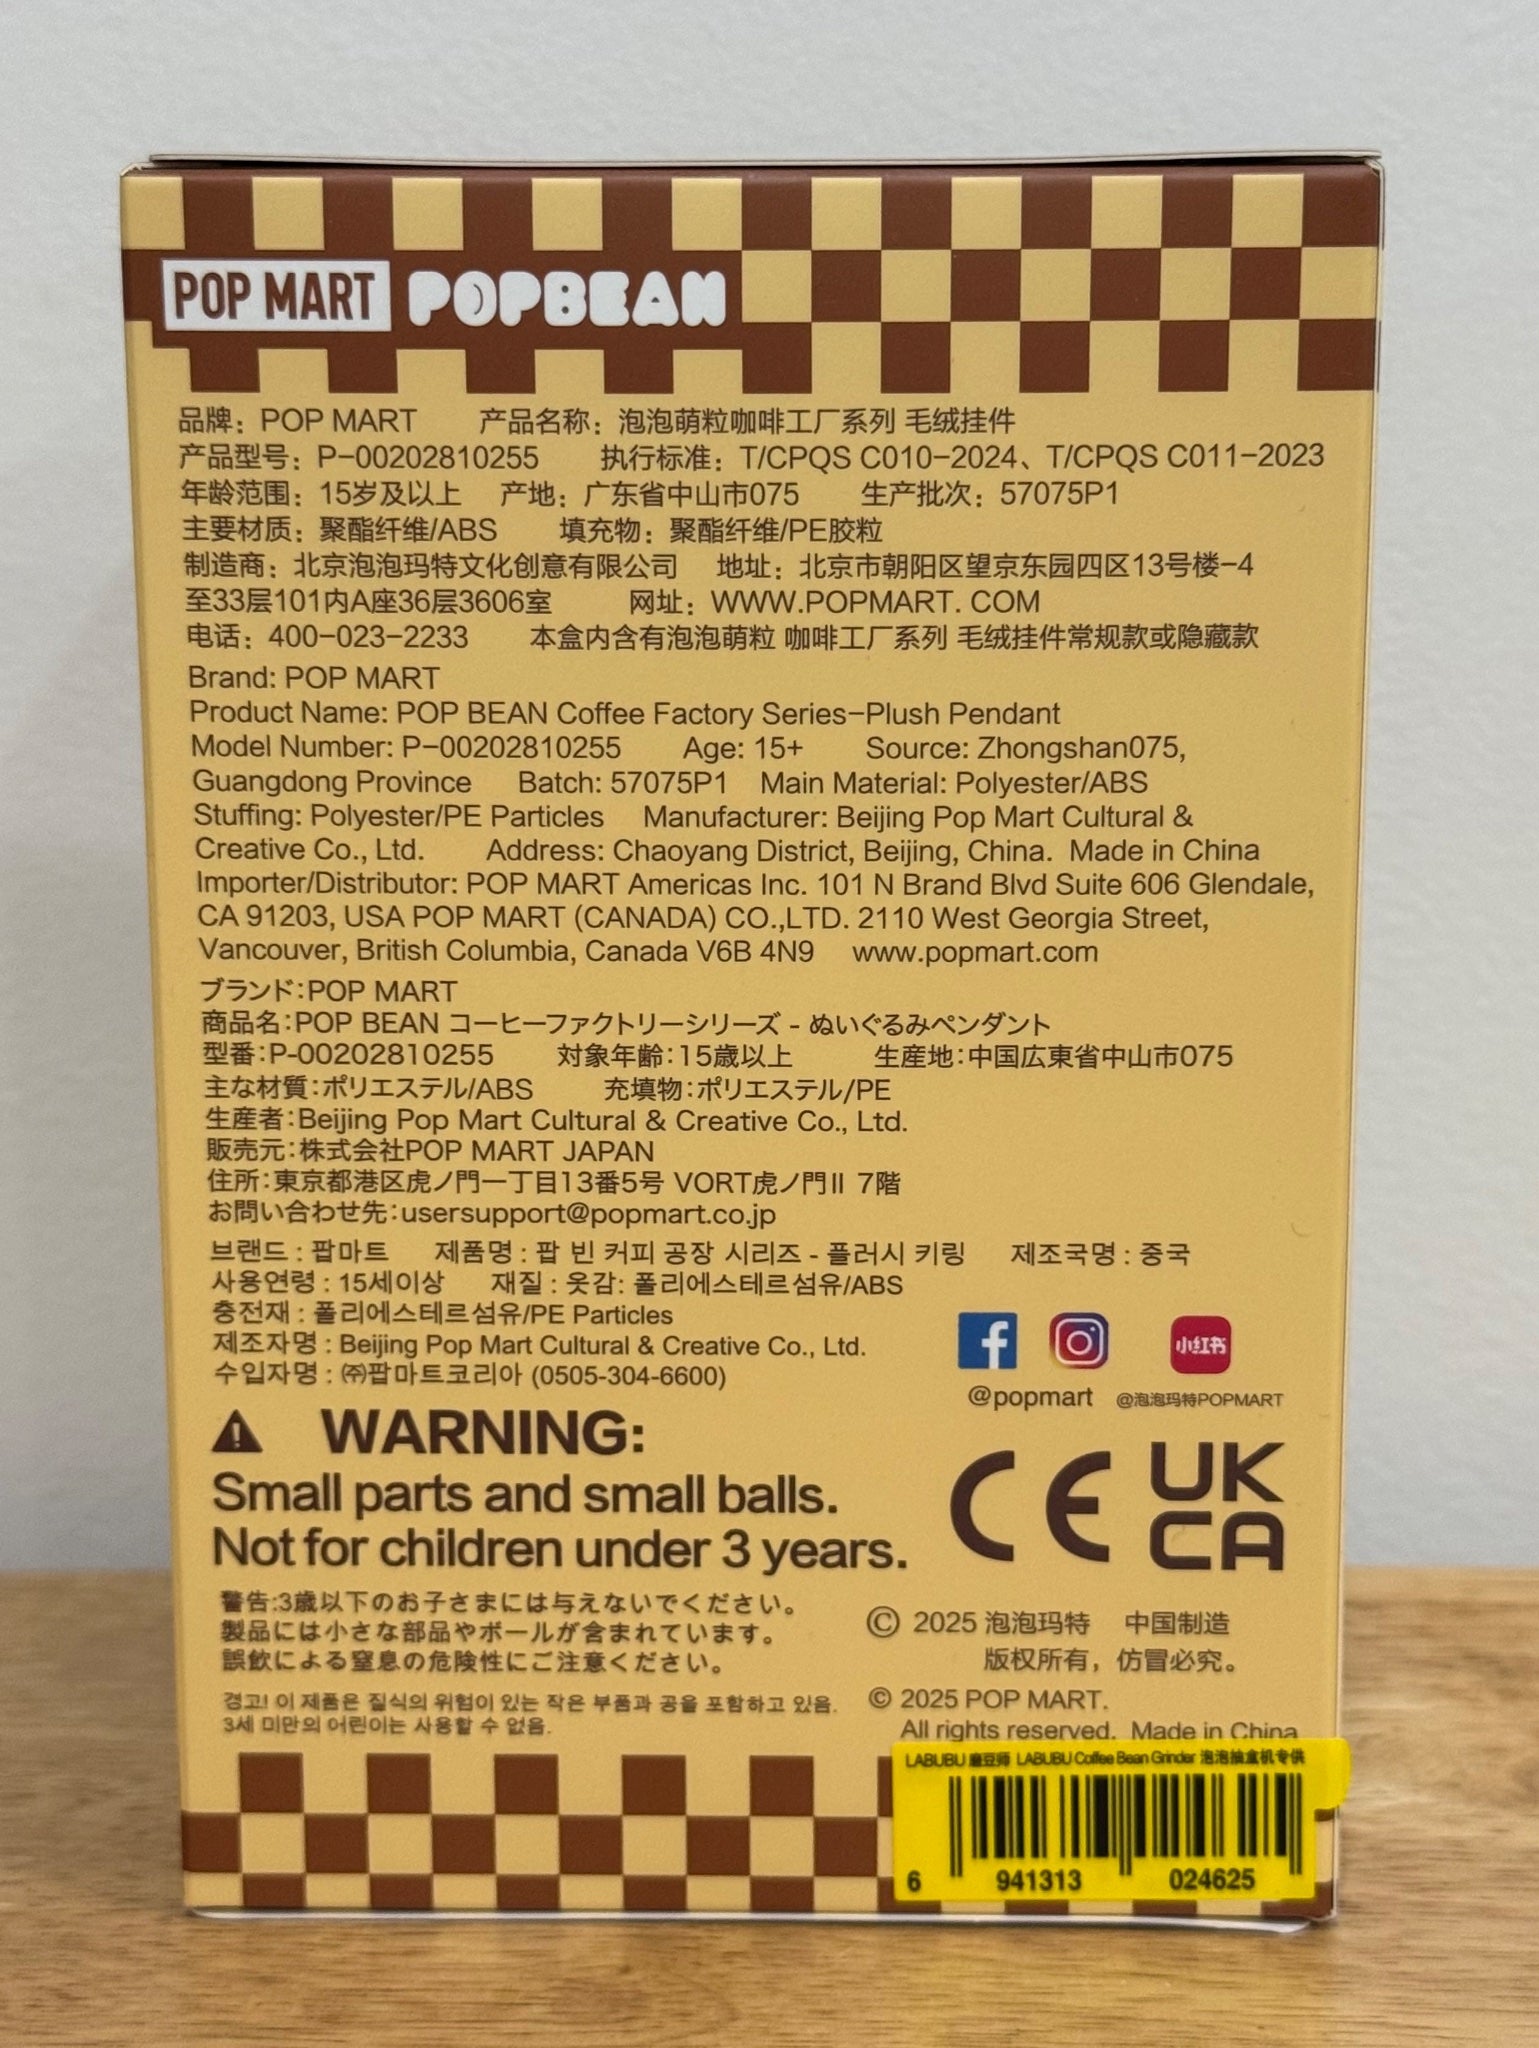 POP MART POPBEAN
品牌：POP MART 产品名称：泡泡萌粒咖啡工厂系列 毛绒挂件
产品型号：P-00202810255 执行标准：T/CPQS C010-2024、T/CPQS C011-2023
年龄范围：15岁及以上 产地：广东省中山市075 生产批次：57075P1
主要材质：聚酯纤维/ABS 填充物：聚酯纤维/PE胶粒
制造商：北京泡泡玛特文化创意有限公司 地址：北京市朝阳区望京东园四区13号楼-4
至33层101内A座36层3606室 网址：WWW.POPMART. COM
电话：400-023-2233 本盒内含有泡泡萌粒 咖啡工厂系列 毛绒挂件常规款或隐藏款
Brand: POP MART
Product Name: POP BEAN Coffee Factory Series-Plush Pendant
Model Number: P-00202810255 Age: 15+ Source: Zhongshan075,
Guangdong Province Batch: 57075P1 Main Material: Polyester/ABS
Stuffing: Polyester/PE Particles Manufacturer: Beijing Pop Mart Cultural &
Creative Co., Ltd. Address: Chaoyang District, Beijing, China. Made in China
Importer/Distributor: POP MART Americas Inc. 101 N Brand Blvd Suite 606 Glendale,
CA 91203, USA POP MART (CANADA) CO.,LTD. 2110 West Georgia Street,
Vancouver, British Columbia, Canada V6B 4N9 www.popmart.com
ブランド:POP MART
商品名:POP BEAN コーヒーファクトリーシリーズ - ぬいぐるみペンダント
型番:P-00202810255 対象年齢:15歳以上 生産地:中国広東省中山市075
主な材質:ポリエステル/ABS 充填物:ポリエステル/PE
生産者:Beijing Pop Mart Cultural & Creative Co., Ltd.
販売元:株式会社POP MART JAPAN
住所:東京都港区虎ノ門一丁目13番5号 VORT虎ノ門II 7階
お問い合わせ先:usersupport@popmart.co.jp
브랜드 : 팝마트 제품명 : 팝 빈 커피 공장 시리즈 - 플러시 키링 제조국명 : 중국
사용연령 : 15세이상 재질 : 옷감: 폴리에스테르섬유/ABS
충전재 : 폴리에스테르섬유/PE Particles
제조자명 : Beijing Pop Mart Cultural & Creative Co., Ltd.
수입자명 : ㈜팝마트코리아 (0505-304-6600)
小红书
@popmart @泡泡玛特POPMART
WARNING:
Small parts and small balls.
Not for children under 3 years.
CE UK CA
警告:3歳以下のお子さまには与えないでください。
製品には小さな部品やボールが含まれています。
誤飲による窒息の危険性にご注意ください。
경고! 이 제품은 질식의 위험이 있는 작은 부품과 공을 포함하고 있음.
3세 미만의 어린이는 사용할 수 없음.
© 2025 泡泡玛特 中国制造
版权所有，仿冒必究。
© 2025 POP MART.
All rights reserved. Made in China
LABUBU 磨豆师 LABUBU Coffee Bean Grinder 泡泡抽盒机专供
6 941313 024625